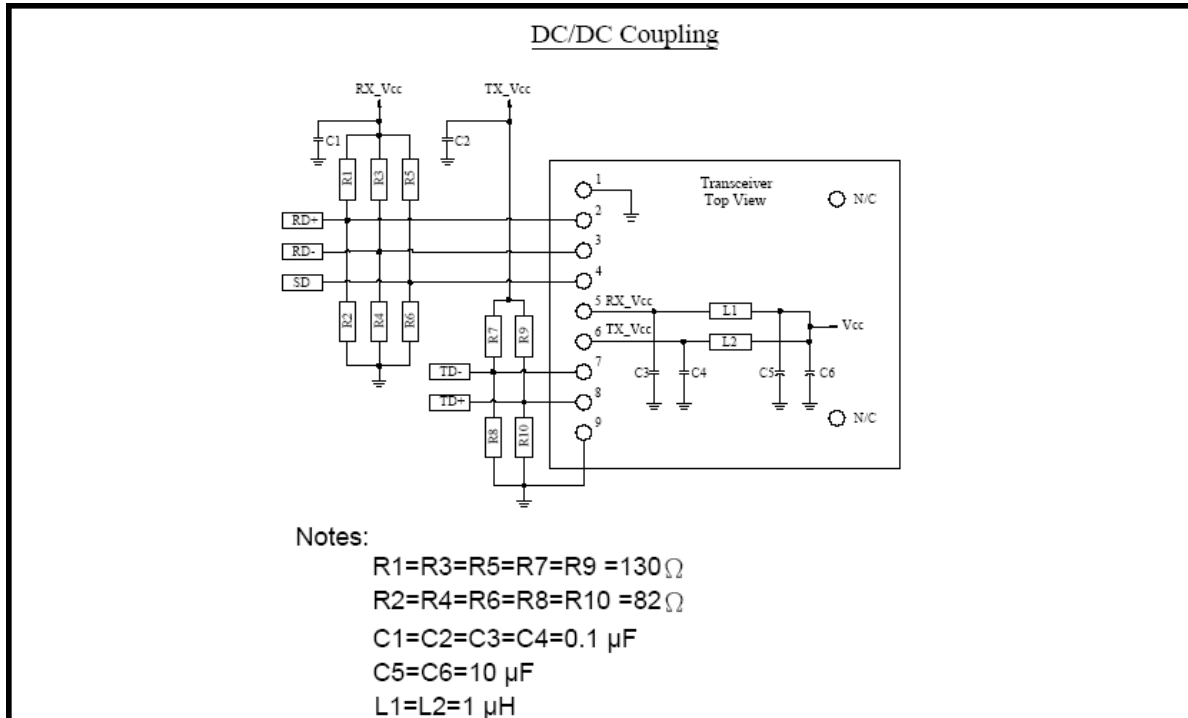 DC/DC Coupling
RX_Vcc
TX_Vcc
C1
C2
R1
R3
R5
1
Transceiver
Top View
N/C
RD+
2
RD-
3
SD
4
5 RX_Vcc
L1
Vcc
R2
R4
R6
R7
R9
6 TX_Vcc
L2
TD-
7
C3
C4
C5
C6
TD+
8
R8
R10
9
N/C
Notes:
R1=R3=R5=R7=R9 =130Ω
R2=R4=R6=R8=R10 =82Ω
C1=C2=C3=C4=0.1 µF
C5=C6=10 µF
L1=L2=1 µH